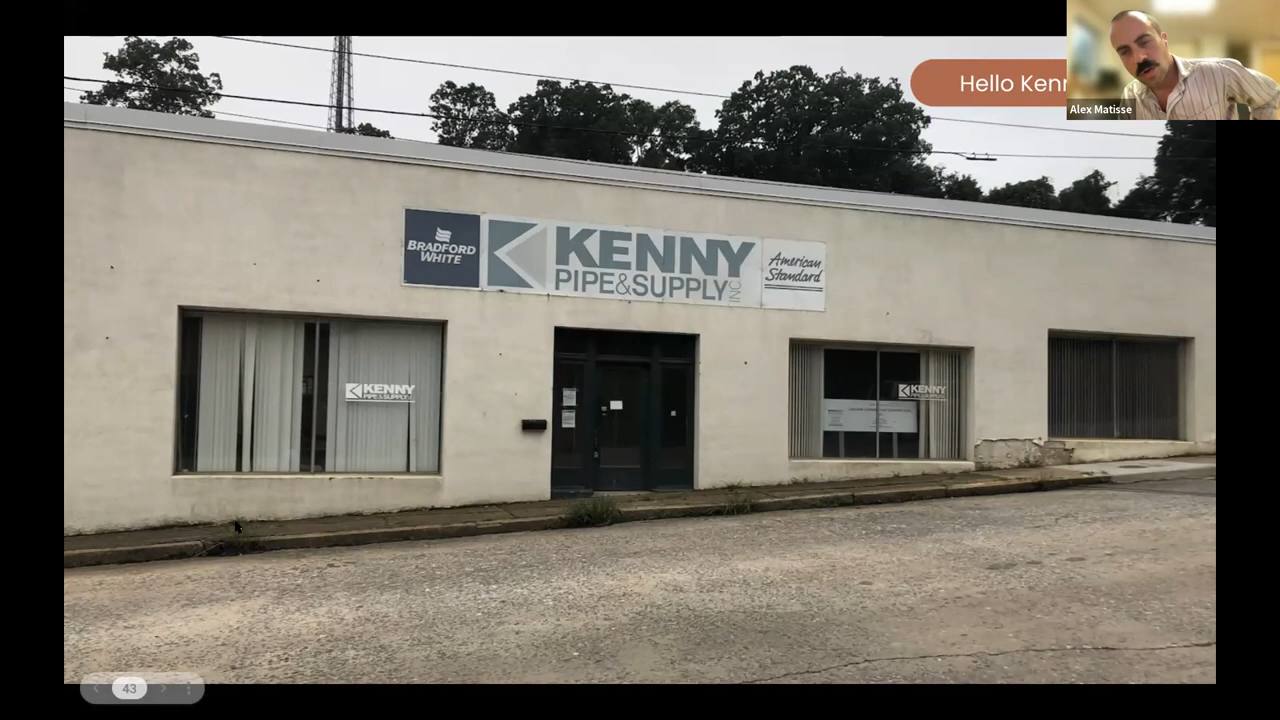 Hello Kenn
Alex Matisse
BRADFORD
WHITE
KENNY
PIPE&SUPPLY INC
American
Standard
KENNY
PIPE&SUPPLY
KENNY
PIPE&SUPPLY
43